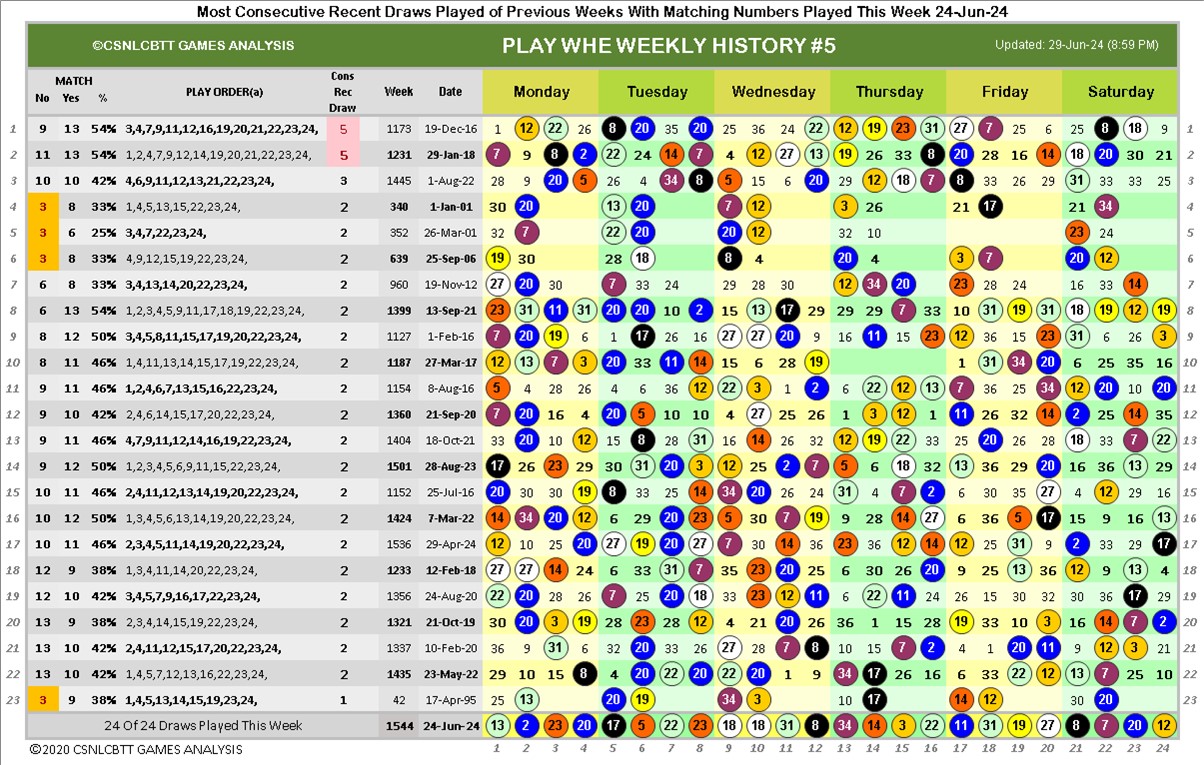 Most Consecutive Recent Draws Played of Previous Weeks With Matching Numbers Played This Week 24-Jun-24
©CSNLCBTT GAMES ANALYSIS PLAY WHE WEEKLY HISTORY #5 Updated: 29-Jun-24 (8:59 PM)
No MATCH Yes % PLAY ORDER(a) Cons Rec Draw Week Date Monday Tuesday Wednesday Thursday Friday Saturday
1 9 13 54% 3,4,7,9,11,12,16,19,20,21,22,23,24, 5 1173 19-Dec-16 1 12 22 26 8 20 35 20 25 36 24 22 12 19 23 31 27 7 25 6 25 8 18 9 1
2 11 13 54% 1,2,4,7,9,12,14,19,20,21,22,23,24, 5 1231 29-Jan-18 7 9 8 2 22 24 14 7 4 12 27 13 19 26 33 8 20 28 16 14 18 20 30 21 2
3 10 10 42% 4,6,9,11,12,13,21,22,23,24, 3 1445 1-Aug-22 28 9 20 5 26 4 34 8 5 15 6 20 29 12 18 7 8 33 26 29 31 33 33 25 3
4 3 8 33% 1,4,5,13,15,22,23,24, 2 340 1-Jan-01 30 20 13 20 7 12 3 26 21 17 21 34 4
5 3 6 25% 3,4,7,22,23,24, 2 352 26-Mar-01 32 7 22 20 20 12 32 10 23 24 5
6 3 8 33% 4,9,12,15,19,22,23,24, 2 639 25-Sep-06 19 30 28 18 8 4 20 4 3 7 20 12 6
7 6 8 33% 3,4,13,14,20,22,23,24, 2 960 19-Nov-12 27 20 30 7 33 24 29 28 30 12 34 20 23 28 24 16 33 14 7
8 6 13 54% 1,2,3,4,5,9,11,17,18,19,22,23,24, 2 1399 13-Sep-21 23 31 11 31 20 20 10 2 15 13 17 29 29 29 7 33 10 31 19 31 18 19 12 19 8
9 9 12 50% 3,4,5,8,11,15,17,19,20,22,23,24, 2 1127 1-Feb-16 7 20 19 6 1 17 26 16 27 27 20 9 16 11 15 23 36 15 15 23 31 6 26 3 9
10 8 11 46% 1,4,11,13,14,15,17,19,22,23,24, 2 1187 27-Mar-17 12 13 7 3 20 33 11 14 15 6 28 19 1 31 34 20 6 25 35 16 10
11 9 11 46% 1,2,4,6,7,13,15,16,22,23,24, 2 1154 8-Aug-16 5 4 28 26 4 6 36 12 22 3 1 2 6 22 12 13 7 36 25 34 12 20 10 20 11
12 9 10 42% 2,4,6,14,15,17,20,22,23,24, 2 1360 21-Sep-20 7 20 16 4 20 5 10 10 4 27 25 26 1 3 12 1 11 26 32 14 2 25 14 35 12
13 9 11 46% 4,7,9,11,12,14,16,19,22,23,24, 2 1404 18-Oct-21 33 20 10 12 15 8 28 31 16 14 26 32 12 19 22 33 25 20 26 28 18 33 7 22 13
14 9 12 50% 1,2,3,4,5,6,9,11,15,22,23,24, 2 1501 28-Aug-23 17 26 23 29 30 31 20 3 12 25 2 7 5 6 18 32 13 36 29 20 16 36 13 29 14
15 10 11 46% 2,4,11,12,13,14,19,20,22,23,24, 2 1152 25-Jul-16 20 30 30 19 8 33 25 14 34 20 26 24 31 4 7 2 6 30 35 27 4 12 29 16 15
16 10 12 50% 1,3,4,5,6,13,14,19,20,22,23,24, 2 1424 7-Mar-22 14 34 20 12 6 29 20 23 5 30 7 19 9 28 14 27 6 36 5 17 15 9 16 13 16
17 10 11 46% 2,3,4,5,11,14,19,20,22,23,24, 2 1536 29-Apr-24 12 10 25 20 27 19 20 27 7 30 14 36 23 36 12 14 12 25 31 9 2 33 29 17 17
18 12 9 38% 1,3,4,11,14,20,22,23,24, 2 1233 12-Feb-18 27 27 14 24 6 33 31 7 35 23 20 26 6 30 26 20 9 25 13 36 12 9 13 4 18
19 12 10 42% 3,4,5,7,9,16,17,22,23,24, 2 1356 24-Aug-20 22 20 28 26 7 25 20 18 33 23 12 11 6 22 11 24 26 15 30 32 30 36 17 29 19
20 13 9 38% 2,3,4,14,15,19,22,23,24, 2 1321 21-Oct-19 30 20 3 19 28 23 28 12 4 21 20 26 36 1 15 28 19 33 10 3 16 14 7 2 20
21 13 10 42% 2,4,11,12,15,17,20,22,23,24, 2 1337 10-Feb-20 36 9 31 6 32 20 33 26 27 28 7 8 10 15 7 2 4 1 20 11 9 12 3 21 21
22 13 10 42% 1,4,5,7,12,13,16,22,23,24, 2 1435 23-May-22 29 10 15 8 4 20 22 20 22 20 1 9 34 17 26 16 6 33 22 12 13 7 25 10 22
23 3 9 38% 1,4,5,13,14,15,19,23,24, 1 42 17-Apr-95 25 13 20 19 34 3 10 17 14 12 30 20 23
24 Of 24 Draws Played This Week 1544 24-Jun-24 13 2 23 20 17 5 22 23 18 18 31 8 34 14 3 22 11 31 19 27 8 7 20 12
©2020 CSNLCBTT GAMES ANALYSIS 1 2 3 4 5 6 7 8 9 10 11 12 13 14 15 16 17 18 19 20 21 22 23 24